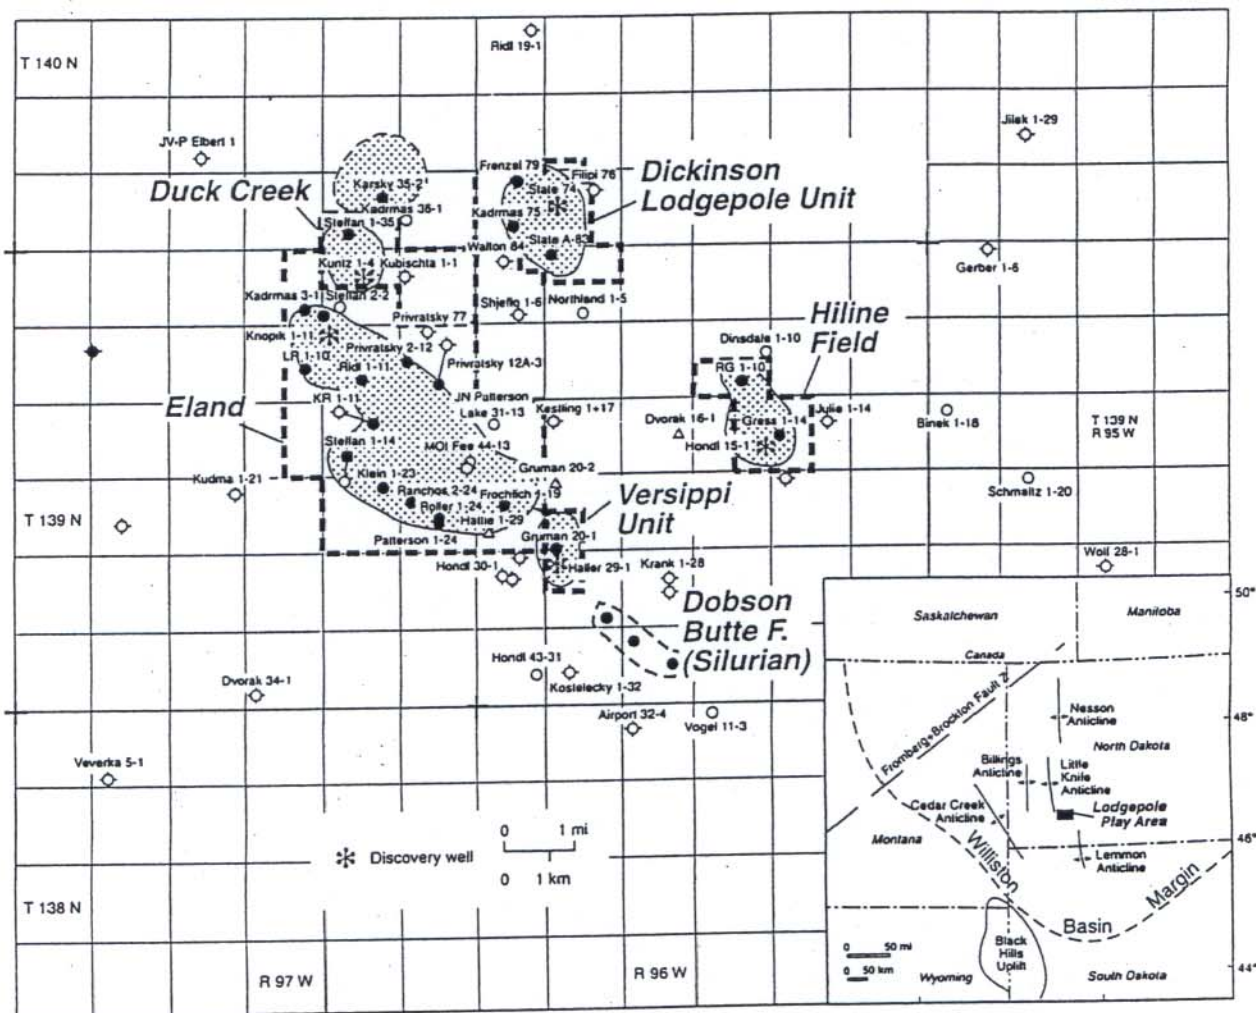 Ridl 19-1
T 140 N
Jilek 1-29
JV-P Elbert 1
Frenzel 79
Filipi 76
Dickinson
Lodgepole Unit
Duck Creek
Karsky 35-2
State 74
Kadrmas 36-1
Steffan 1-35
Kadrmas 75
State A-83
Walton 84
Kuntz 1-4
Kubischta 1-1
Gerber 1-6
Kadrmas 3-1
Steffan 2-2
Shjeflo 1-6
Northland 1-5
Hiline
Field
Knopik 1-11
Privratsky 77
Dinsdale 1-10
LR 1-10
Privratsky 2-12
Ridl 1-11
Privratsky 12A-3
RG 1-10
Eland
KR 1-11
JN Patterson
Lake 31-13
Kestling 1+17
Dvorak 16-1
Gress 1-14
Julie 1-14
Binek 1-18
T 139 N
R 95 W
Steffan 1-14
MOI Fee 44-13
Hondl 15-1
Kudrna 1-21
Klein 1-23
Gruman 20-2
Schmaltz 1-20
Ranchos 2-24
Frochlich 1-19
Versippi
Unit
T 139 N
Roller 1-24
Hallie 1-29
Patterson 1-24
Gruman 20-1
Hondl 30-1
Haller 29-1
Krank 1-28
Woll 28-1
Dobson
Butte F.
(Silurian)
Hondl 43-31
Kostelecky 1-32
Dvorak 34-1
Airport 32-4
Vogel 11-3
Veverka 5-1
0 1 mi
Discovery well
0 1 km
T 138 N
R 97 W
R 96 W
Saskatchewan
Manitoba
50°
Canada
Fromberg+Brockton Fault Z
Nesson
Anticline
48°
North Dakota
Billings
Anticline
Little
Knife
Anticline
Cedar Creek
Anticline
Lodgepole
Play Area
Montana
46°
Lemmon
Anticline
Williston
Basin
Margin
Black
Hills
Uplift
0 50 mi
0 50 km
Wyoming
South Dakota
44°